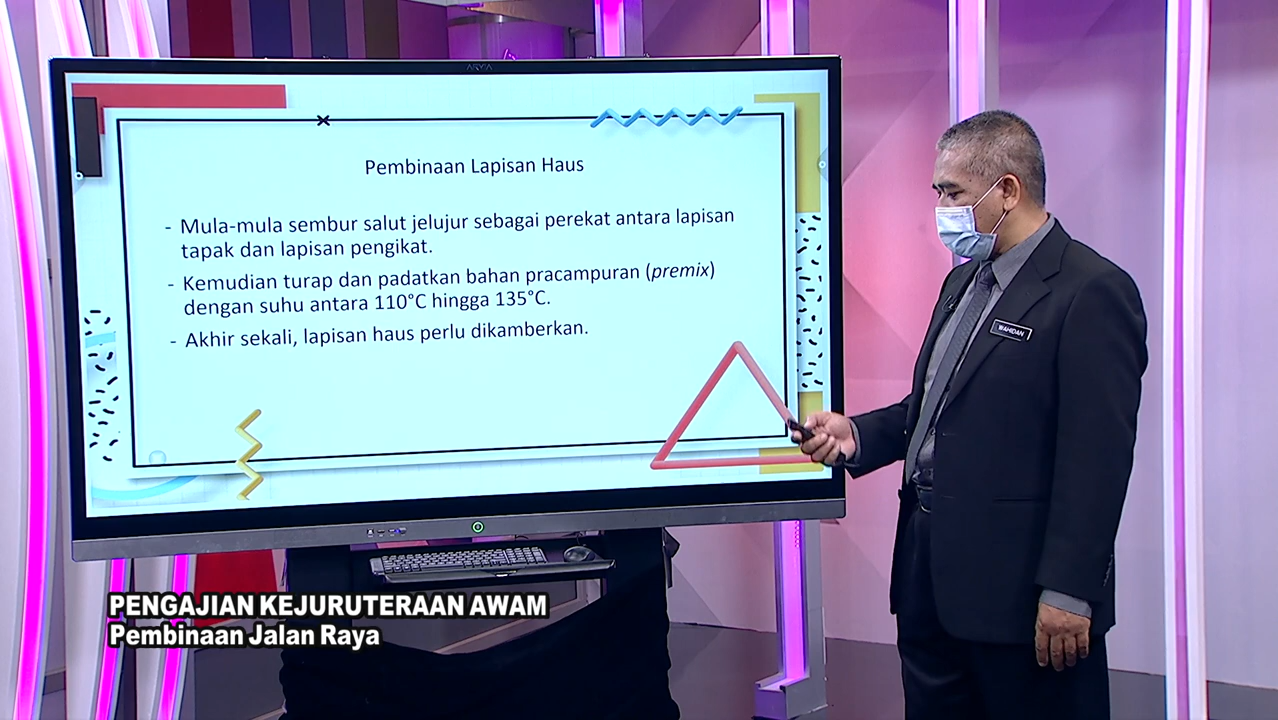 ARVIA
Pembinaan Lapisan Haus
- Mula-mula sembur salut jelujur sebagai perekat antara lapisan
tapak dan lapisan pengikat.
- Kemudian turap dan padatkan bahan pracampuran (premix)
dengan suhu antara 110°C hingga 135°C.
- Akhir sekali, lapisan haus perlu dikamberkan.
WAHIDAN
PENGAJIAN KEJURUTERAAN AWAM
Pembinaan Jalan Raya